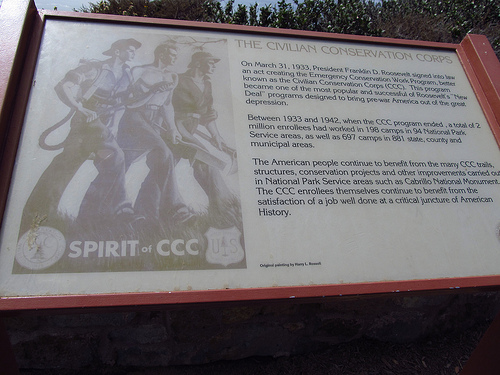 THE CIVILIAN CONSERVATION CORPS
On March 31, 1933, President Franklin D. Roosevelt signed into law
an act creating the Emergency Conservation Work Program, better
known as the Civilian Conservation Corps (CCC). This program
became one of the most popular and successful of Roosevelt's "New
Deal" programs designed to bring prewar America out of the great
depression.
Between 1933 and 1942, when the CCC program ended , a total of 2
million enrollees had worked in 198 camps in 94 National Park
Service areas, as well as 697 camps in 881 state, county and
municipal areas.
The American people continue to benefit from the many CCC trails,
structures, conservation projects and other improvements carried out
in National Park Service areas such as Cabrillo National Monument.
The CCC enrollees themselves continue to benefit from the
satisfaction of a job well done at a critical juncture of American
History.
SPIRIT of CCC
US
Original painting by Harry L.